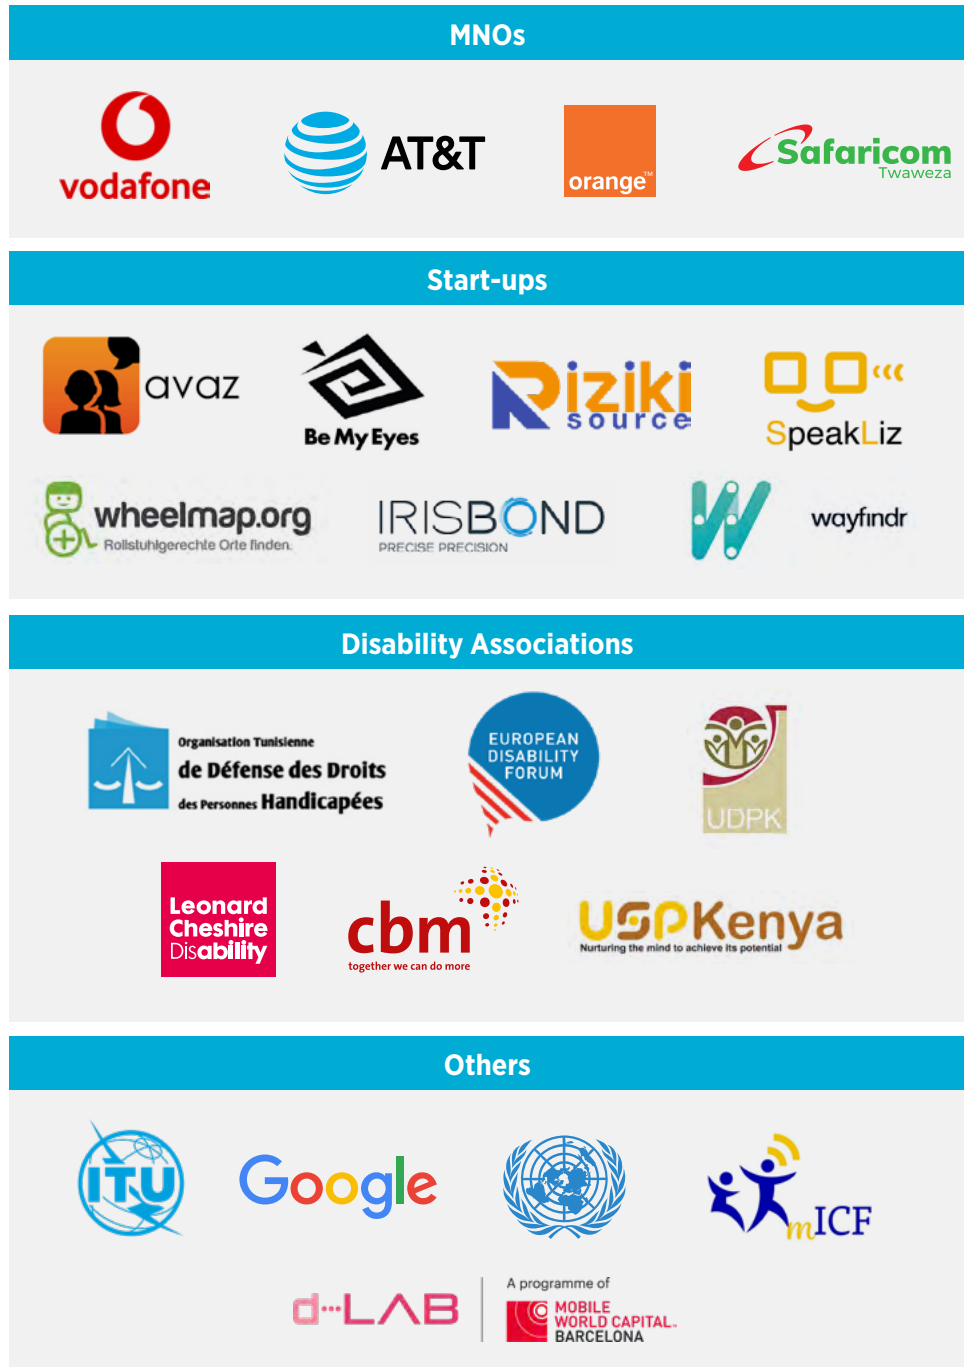 MNOs
vodafone
AT&T
orange™
Safaricom
Twaweza
Start-ups
avaz
Be My Eyes
Riziki
source
SpeakLiz
wheelmap.org
Rollstuhlgerechte Orte finden.
IRISBOND
PRECISE PRECISION
wayfindr
Disability Associations
Organisation Tunisienne
de Défense des Droits
des Personnes Handicapées
EUROPEAN
DISABILITY
FORUM
UDPK
Leonard
Cheshire
Disability
cbm
together we can do more
USPKenya
Nurturing the mind to achieve its potential
Others
ITU
Google
mICF
d···LAB
A programme of
MOBILE
WORLD CAPITAL™
BARCELONA